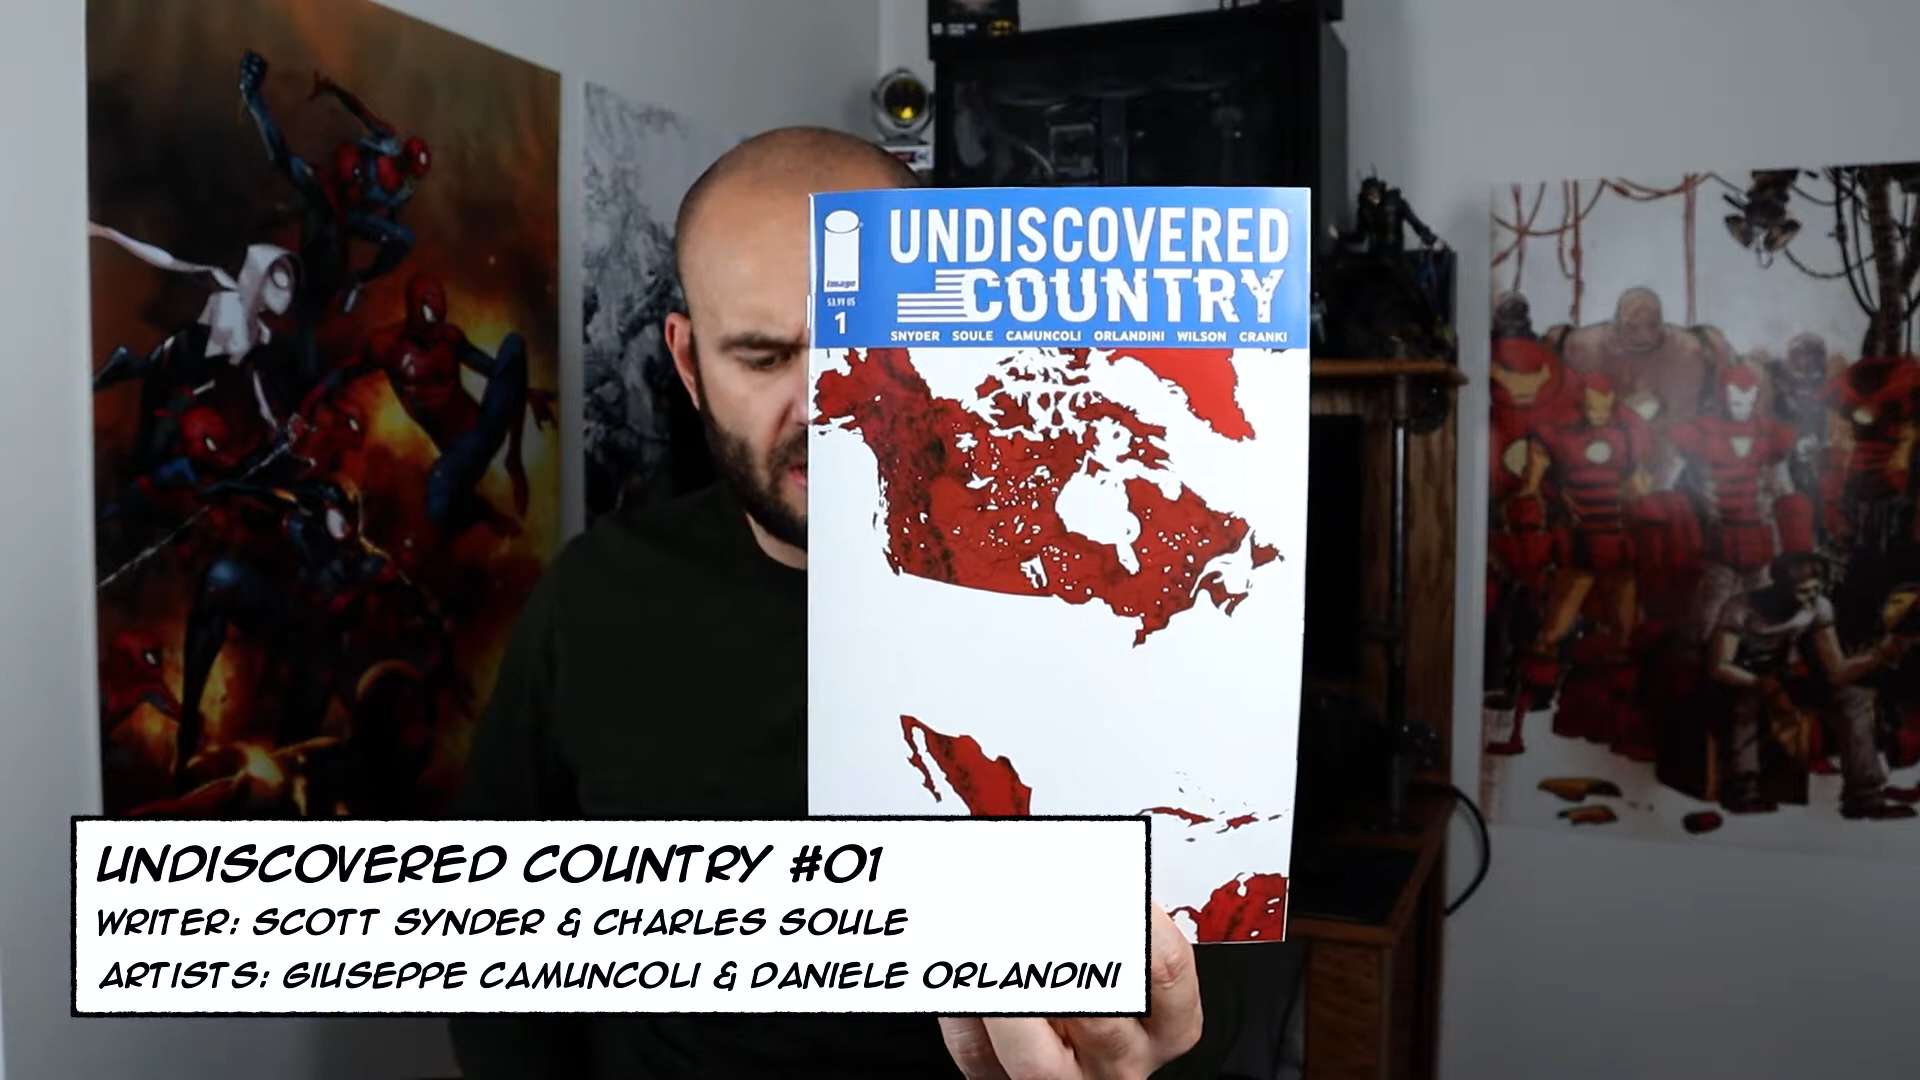 UNDISCOVERED
COUNTRY
Image
$3.99 US
1
SNYDER SOULE CAMUNCOLI ORLANDINI WILSON CRANK!
UNDISCOVERED COUNTRY #01
WRITER: SCOTT SYNDER & CHARLES SOULE
ARTISTS: GIUSEPPE CAMUNCOLI & DANIELE ORLANDINI